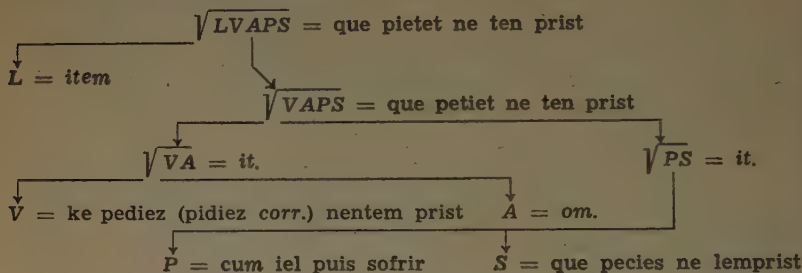 √LVAPS = que pietet ne ten prist
L = item
√VAPS = que petiet ne ten prist
√VA = it. √PS = it.
V = ke pediez (pidiez corr.) nentem prist A = om.
P = cum iel puis sofrir S = que pecies ne lemprist